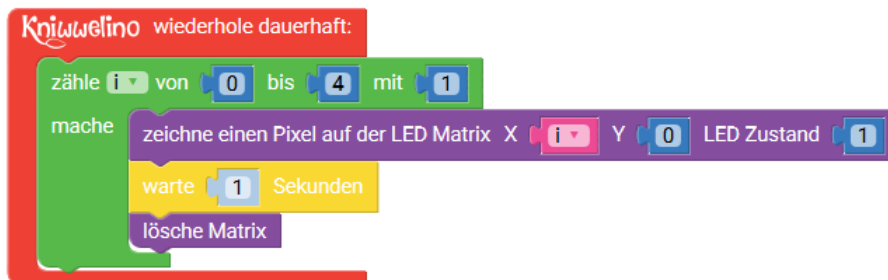 Kniwwelino wiederhole dauerhaft:
zähle i von 0 bis 4 mit 1
mache zeichne einen Pixel auf der LED Matrix X i Y 0 LED Zustand 1
warte 1 Sekunden
lösche Matrix